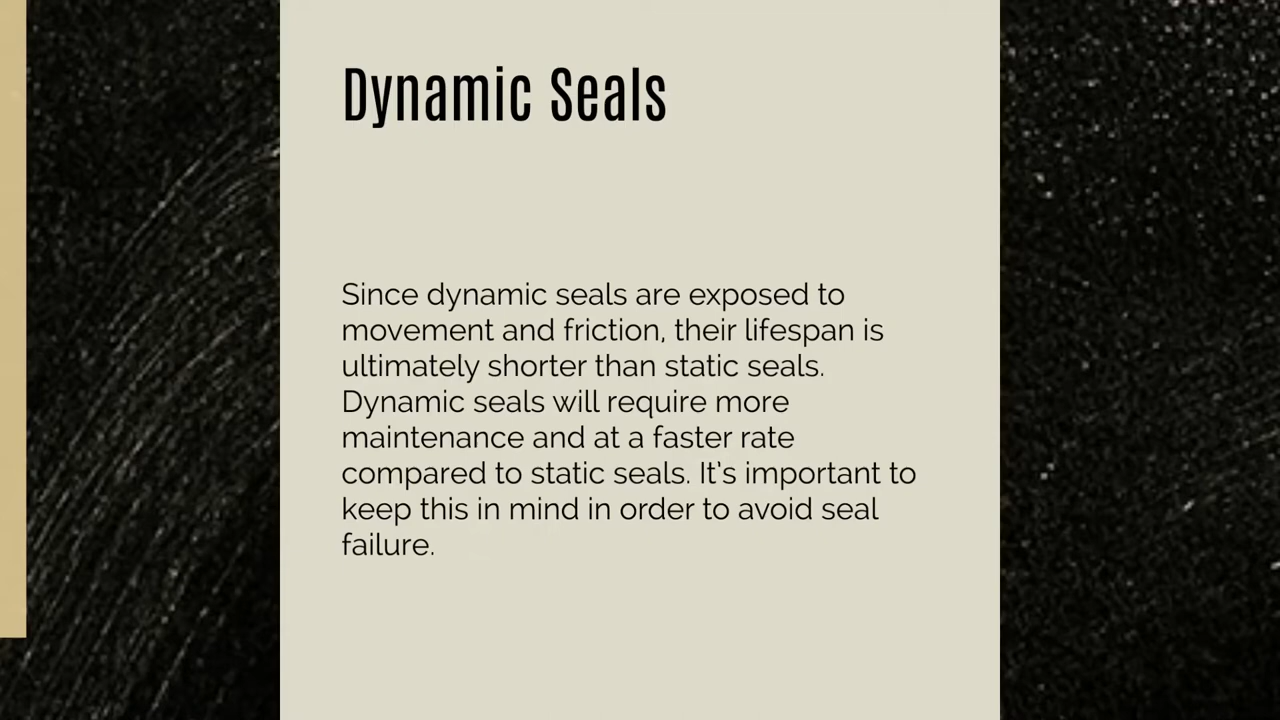 Dynamic Seals
Since dynamic seals are exposed to
movement and friction, their lifespan is
ultimately shorter than static seals.
Dynamic seals will require more
maintenance and at a faster rate
compared to static seals. It’s important to
keep this in mind in order to avoid seal
failure.